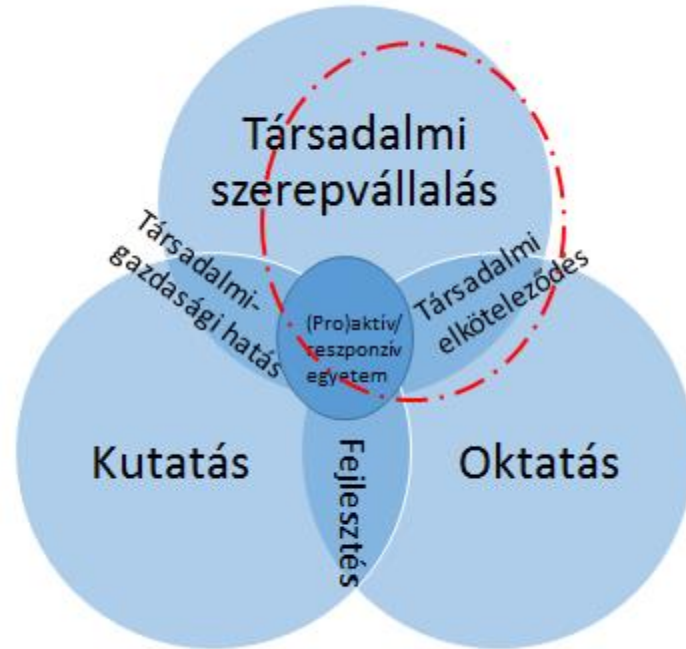 Társadalmi
szerepvállalás
Társadalmi-
gazdasági hatás
(Pro)aktív/
reszponzív
egyetem
Társadalmi
elköteleződés
Kutatás
Fejlesztés
Oktatás